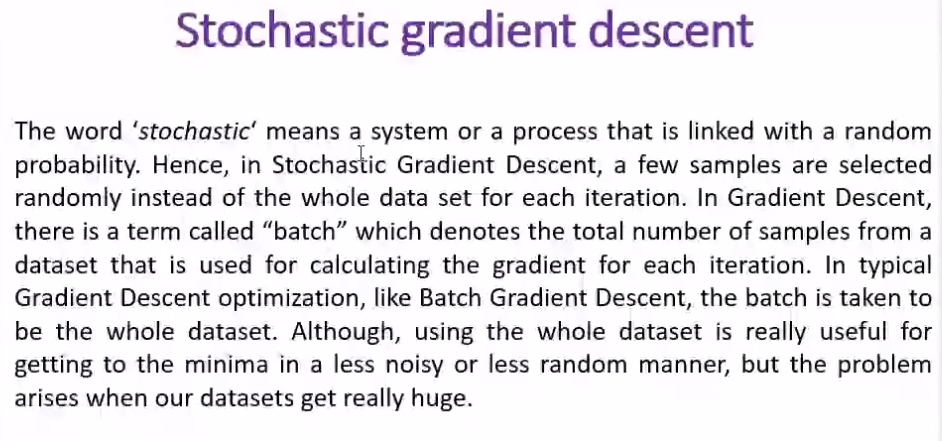 Stochastic gradient descent
The word ‘stochastic‘ means a system or a process that is linked with a random
probability. Hence, in Stochastic Gradient Descent, a few samples are selected
randomly instead of the whole data set for each iteration. In Gradient Descent,
there is a term called “batch” which denotes the total number of samples from a
dataset that is used for calculating the gradient for each iteration. In typical
Gradient Descent optimization, like Batch Gradient Descent, the batch is taken to
be the whole dataset. Although, using the whole dataset is really useful for
getting to the minima in a less noisy or less random manner, but the problem
arises when our datasets get really huge.